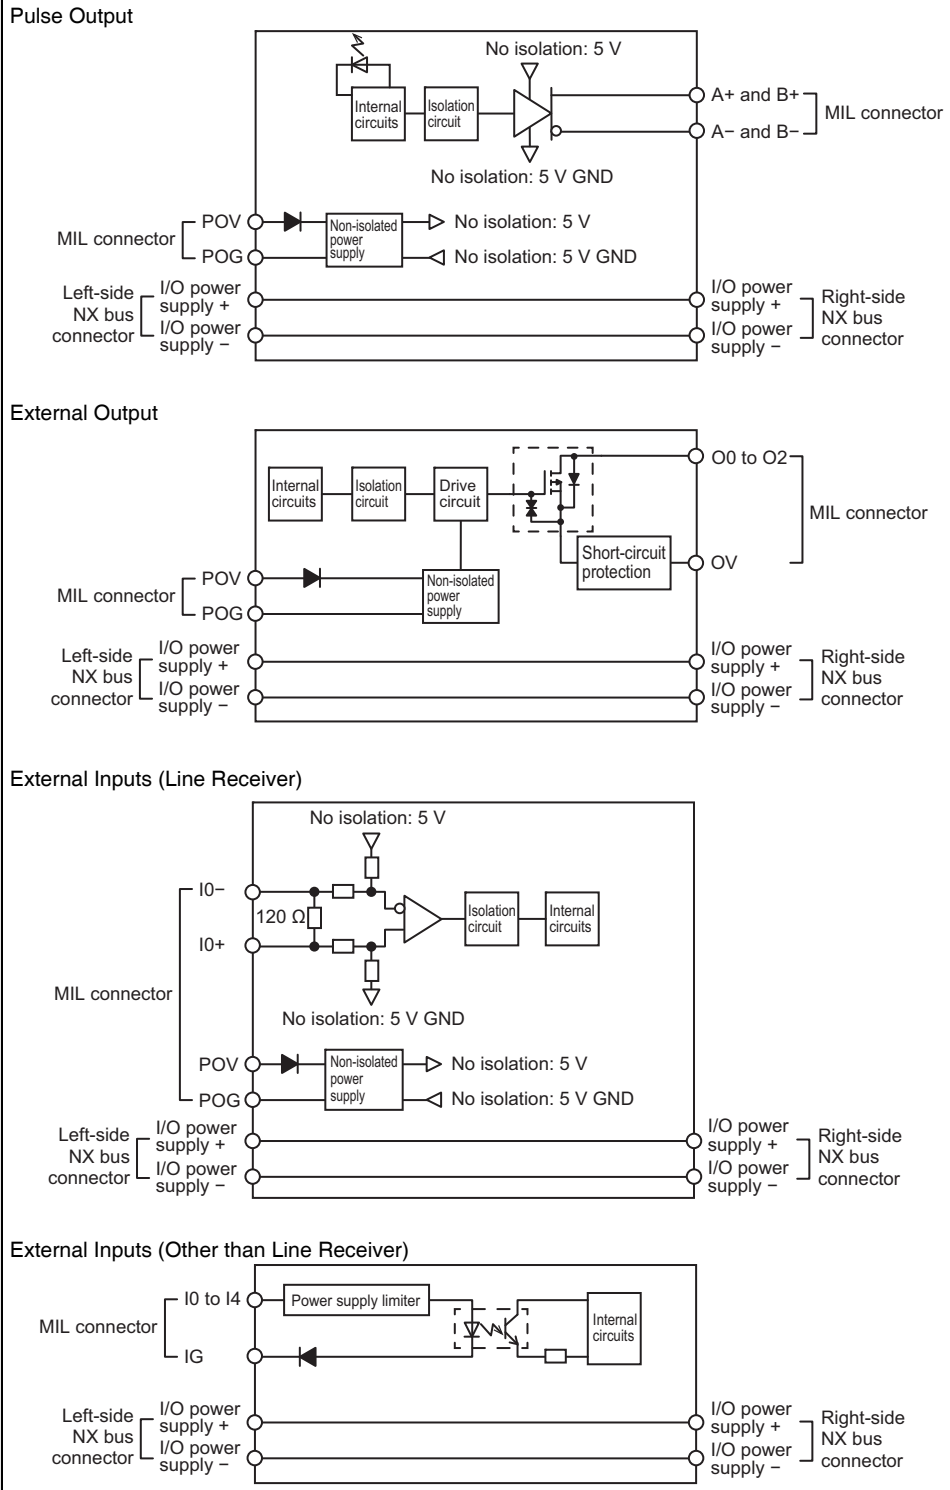 Pulse Output
No isolation: 5 V
Internal
circuits
Isolation
circuit
A+ and B+
A− and B−
MIL connector
No isolation: 5 V GND
MIL connector
POV
POG
Non-isolated
power
supply
No isolation: 5 V
No isolation: 5 V GND
Left-side
NX bus
connector
I/O power
supply +
I/O power
supply −
I/O power
supply +
I/O power
supply −
Right-side
NX bus
connector
External Output
Internal
circuits
Isolation
circuit
Drive
circuit
O0 to O2
MIL connector
Short-circuit
protection
OV
MIL connector
POV
POG
Non-isolated
power
supply
Left-side
NX bus
connector
I/O power
supply +
I/O power
supply −
I/O power
supply +
I/O power
supply −
Right-side
NX bus
connector
External Inputs (Line Receiver)
No isolation: 5 V
I0−
120 Ω
I0+
Isolation
circuit
Internal
circuits
MIL connector
No isolation: 5 V GND
POV
POG
Non-isolated
power
supply
No isolation: 5 V
No isolation: 5 V GND
Left-side
NX bus
connector
I/O power
supply +
I/O power
supply −
I/O power
supply +
I/O power
supply −
Right-side
NX bus
connector
External Inputs (Other than Line Receiver)
MIL connector
I0 to I4
IG
Power supply limiter
Internal
circuits
Left-side
NX bus
connector
I/O power
supply +
I/O power
supply −
I/O power
supply +
I/O power
supply −
Right-side
NX bus
connector